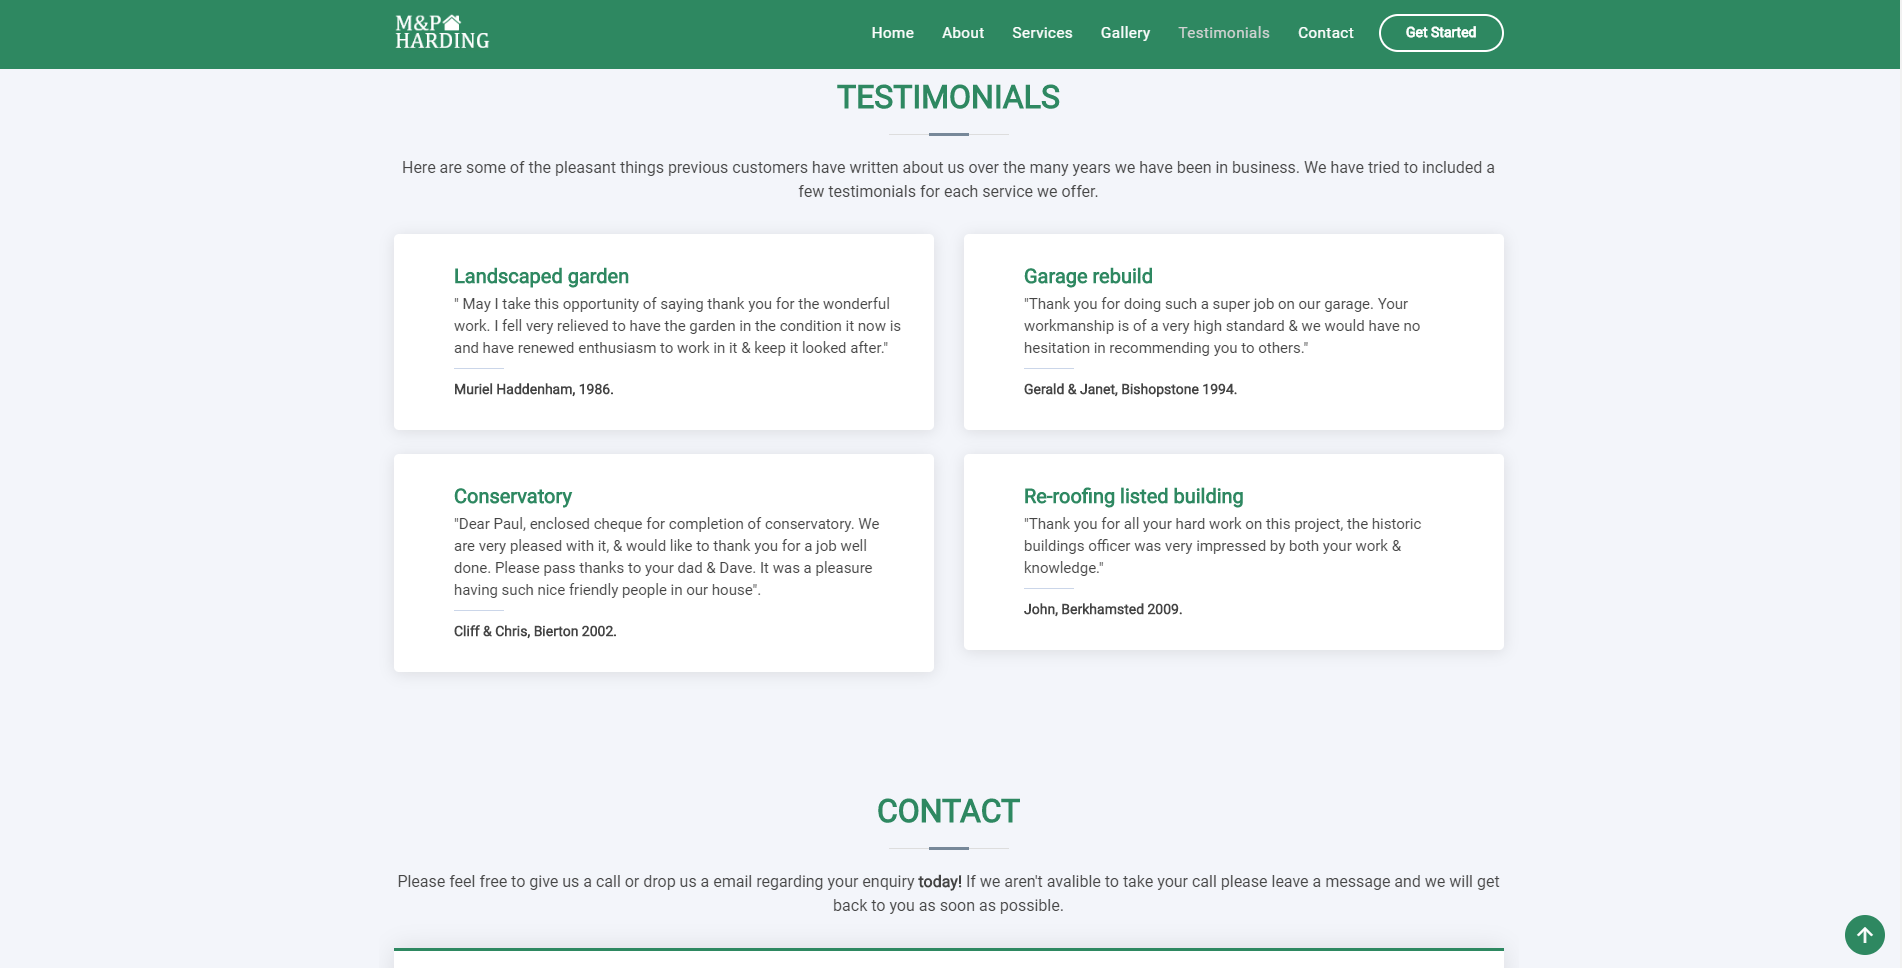 M&P
HARDING
Home About Services Gallery Testimonials Contact Get Started
TESTIMONIALS
Here are some of the pleasant things previous customers have written about us over the many years we have been in business. We have tried to included a
few testimonials for each service we offer.
Landscaped garden
" May I take this opportunity of saying thank you for the wonderful
work. I fell very relieved to have the garden in the condition it now is
and have renewed enthusiasm to work in it & keep it looked after."
Muriel Haddenham, 1986.
Garage rebuild
"Thank you for doing such a super job on our garage. Your
workmanship is of a very high standard & we would have no
hesitation in recommending you to others."
Gerald & Janet, Bishopstone 1994.
Conservatory
"Dear Paul, enclosed cheque for completion of conservatory. We
are very pleased with it, & would like to thank you for a job well
done. Please pass thanks to your dad & Dave. It was a pleasure
having such nice friendly people in our house".
Cliff & Chris, Bierton 2002.
Re-roofing listed building
"Thank you for all your hard work on this project, the historic
buildings officer was very impressed by both your work &
knowledge."
John, Berkhamsted 2009.
CONTACT
Please feel free to give us a call or drop us a email regarding your enquiry today! If we aren't avalible to take your call please leave a message and we will get
back to you as soon as possible.